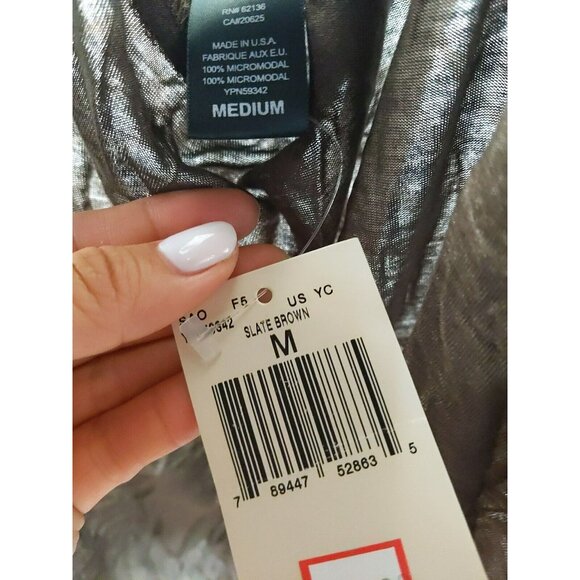 RN# 62136
CA#20625
MADE IN U.S.A.
FABRIQUE AUX E.U.
100% MICROMODAL
100% MICROMODAL
YPN59342
MEDIUM
F5 US YC
SLATE BROWN
M
7 89447 52863 5